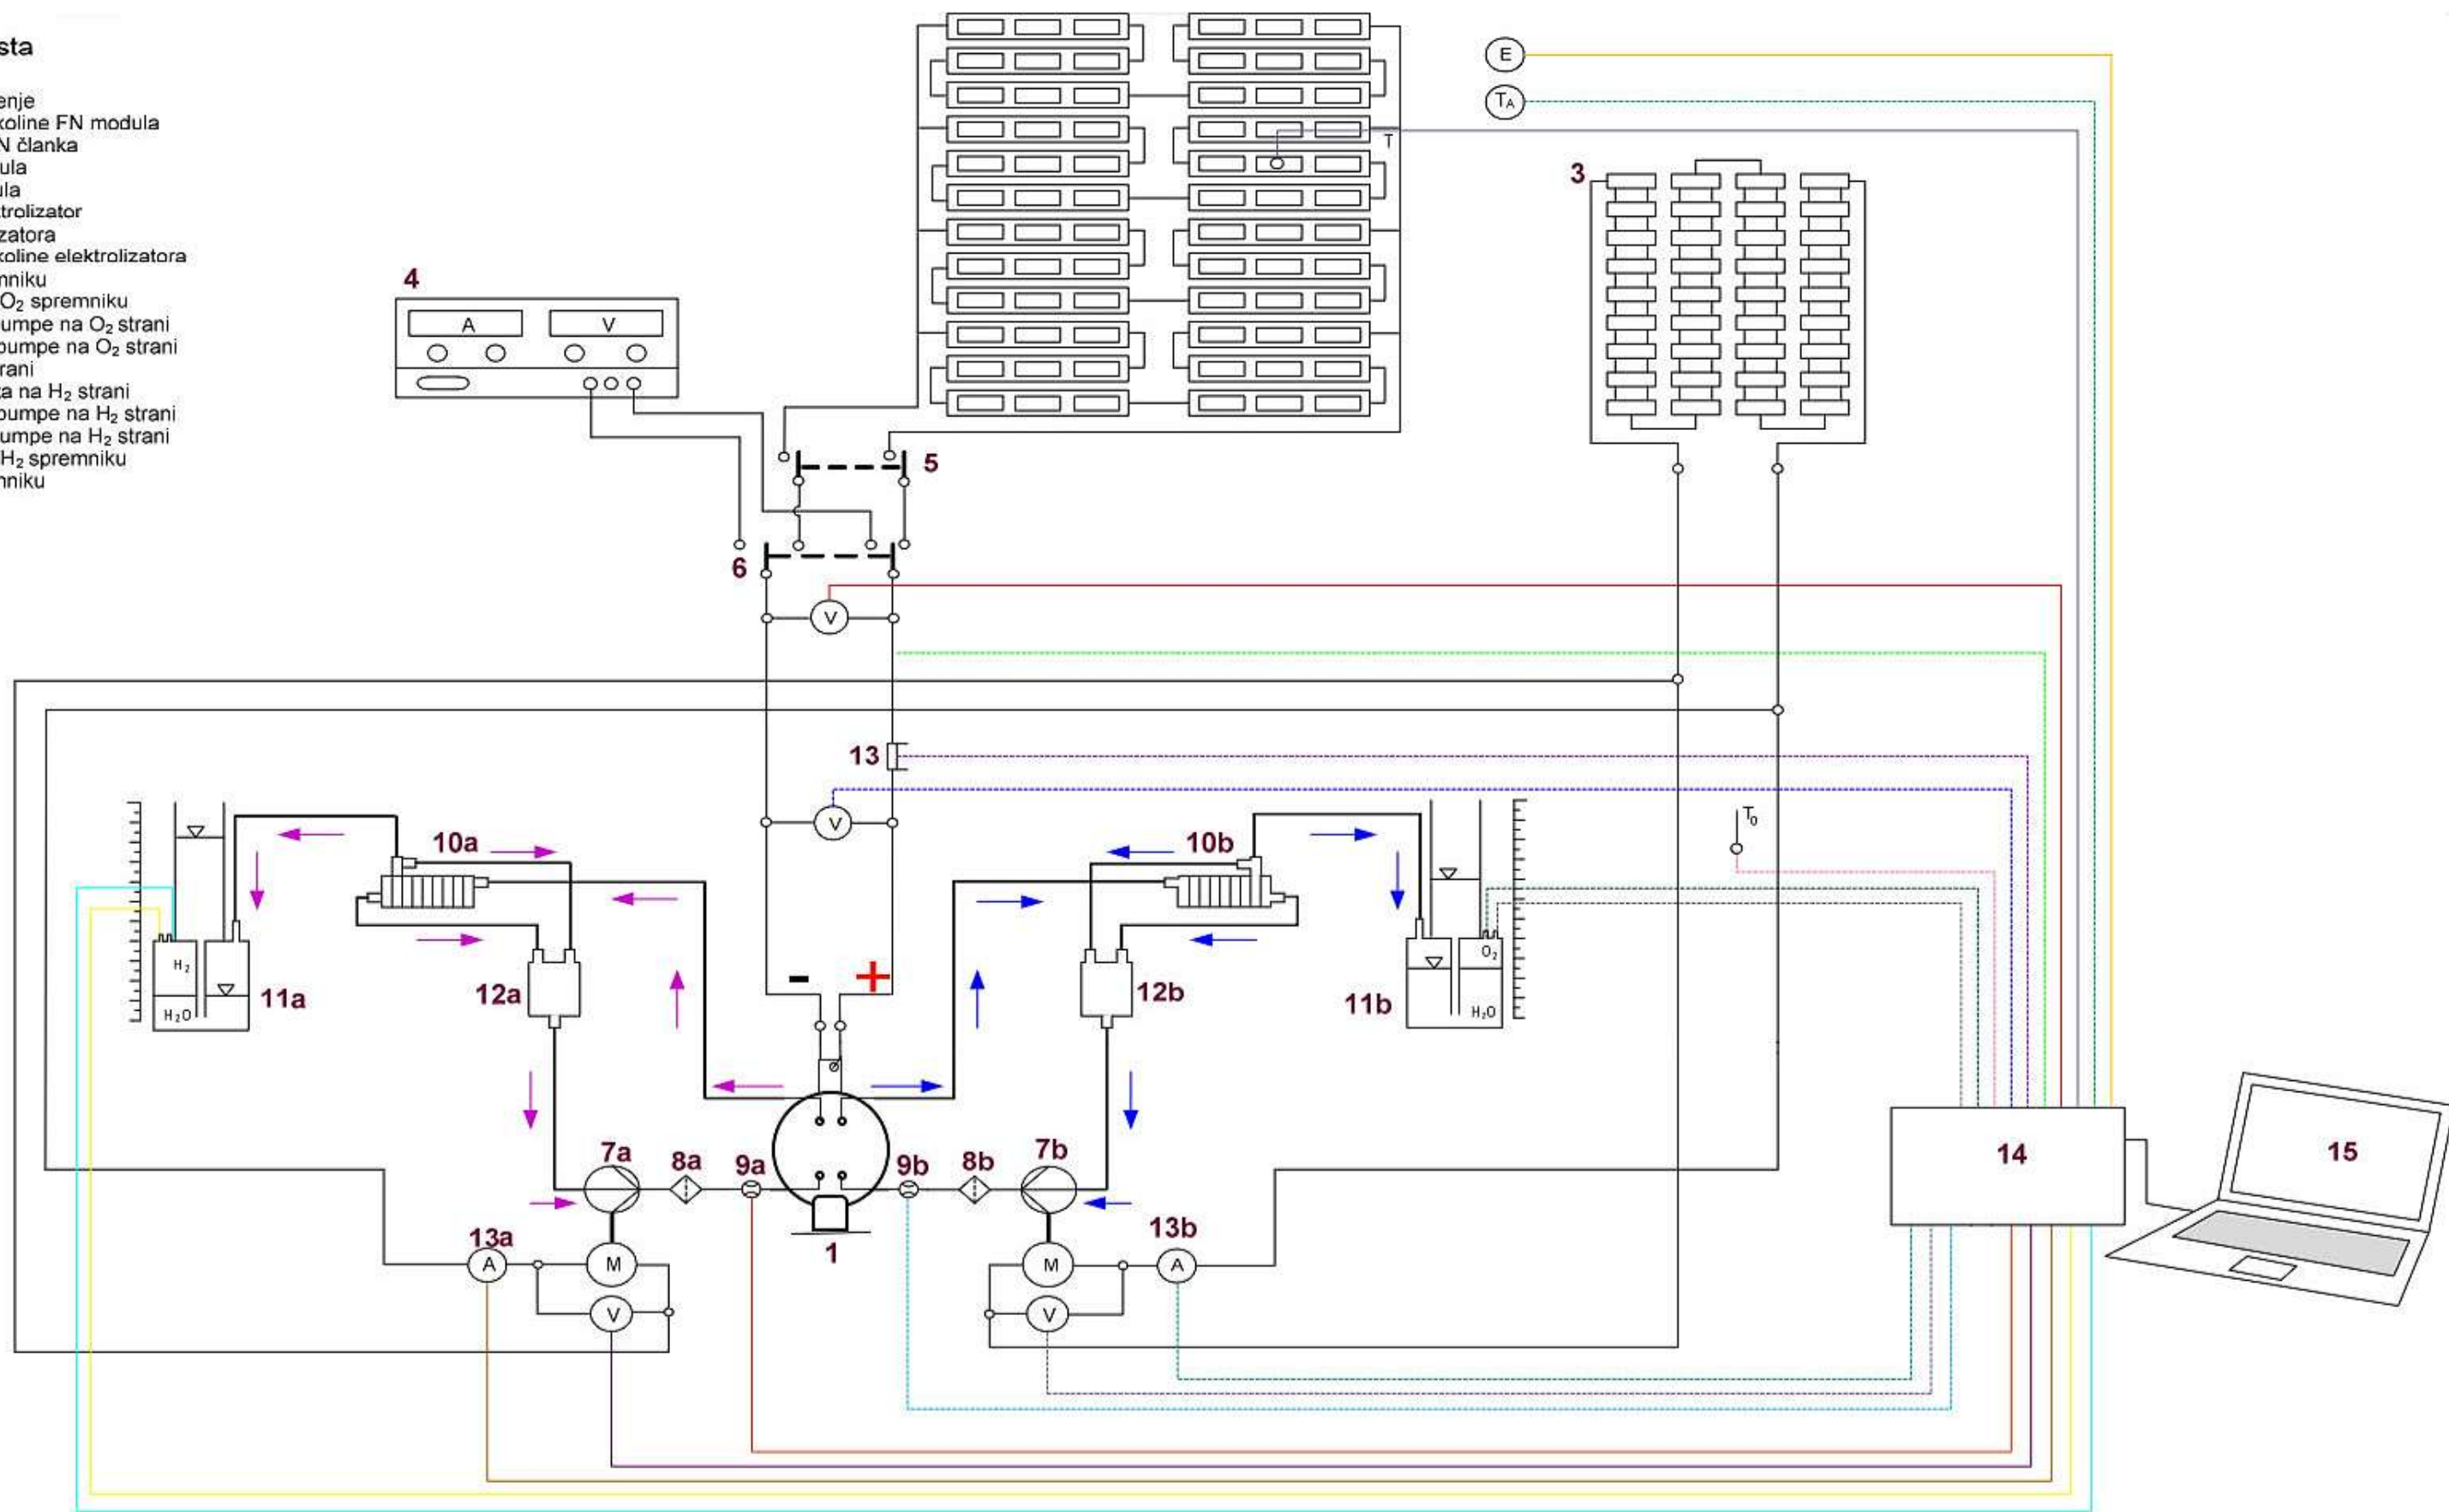 sta
enje
koline FN modula
N članka
ula
ula
trolizator
zatora
koline elektrolizatora
mniku
O₂ spremniku
umpe na O₂ strani
pumpe na O₂ strani
rani
ta na H₂ strani
pumpe na H₂ strani
umpe na H₂ strani
H₂ spremniku
nniku
E
TA
T
3
4
A V
5
6
V
13
V
T₀
10a
10b
H₂
H₂O
11a
12a
- +
12b
11b
O₂
H₂O
7a
8a
9a
9b
8b
7b
14
15
13a
1
13b
A
M
M
A
V
V